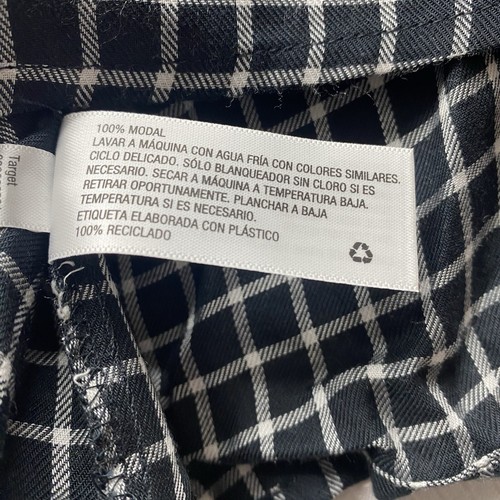 100% MODAL
LAVAR A MÁQUINA CON AGUA FRÍA CON COLORES SIMILARES.
CICLO DELICADO. SÓLO BLANQUEADOR SIN CLORO SI ES
NECESARIO. SECAR A MÁQUINA A TEMPERATURA BAJA.
RETIRAR OPORTUNAMENTE. PLANCHAR A BAJA
TEMPERATURA SI ES NECESARIO.
ETIQUETA ELABORADA CON PLÁSTICO
100% RECICLADO
Target